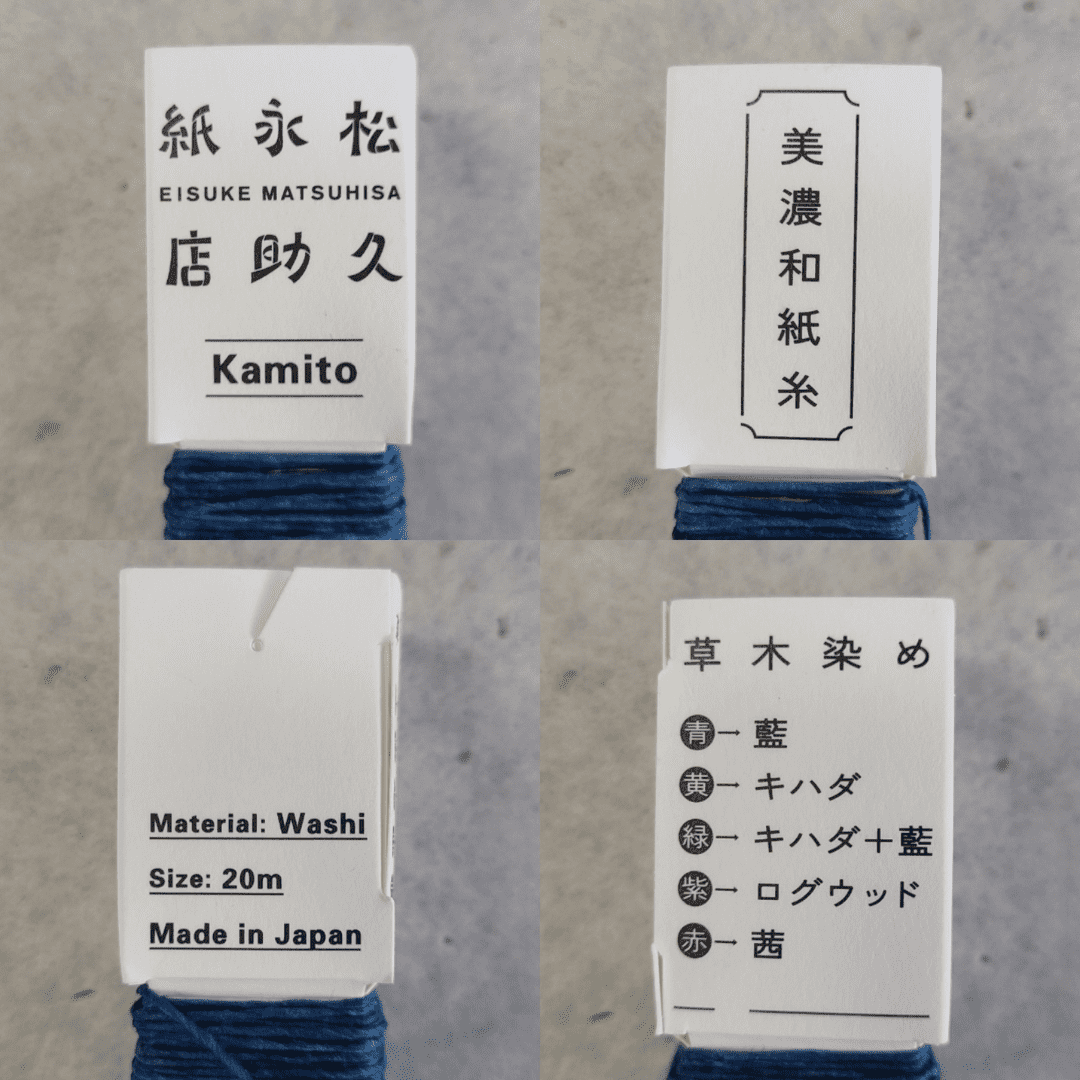 松久
永助
紙店
EISUKE MATSUHISA
Kamito
美濃和紙糸
Material: Washi
Size: 20m
Made in Japan
草木染め
青→藍
黄→キハダ
緑→キハダ+藍
紫→ログウッド
赤→茜